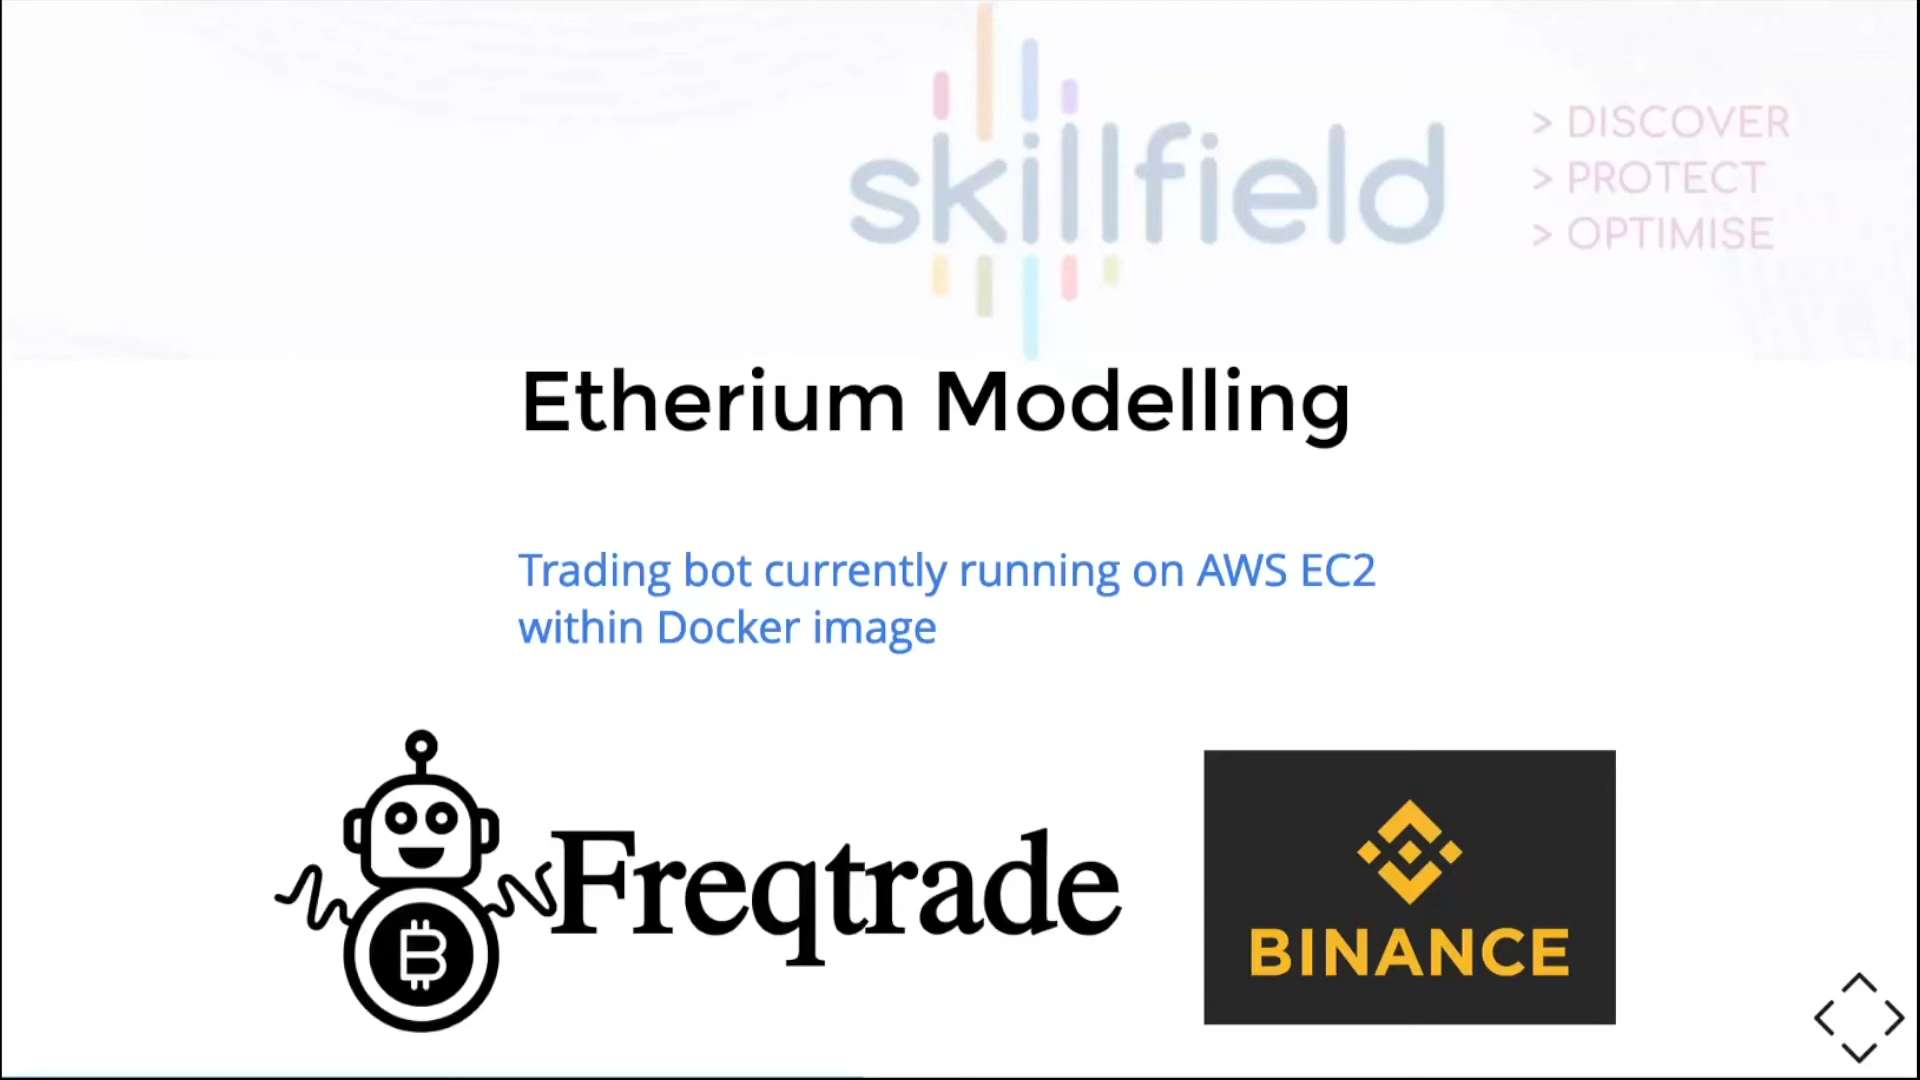 skillfield
> DISCOVER
> PROTECT
> OPTIMISE
Etherium Modelling
Trading bot currently running on AWS EC2
within Docker image
Freqtrade
BINANCE